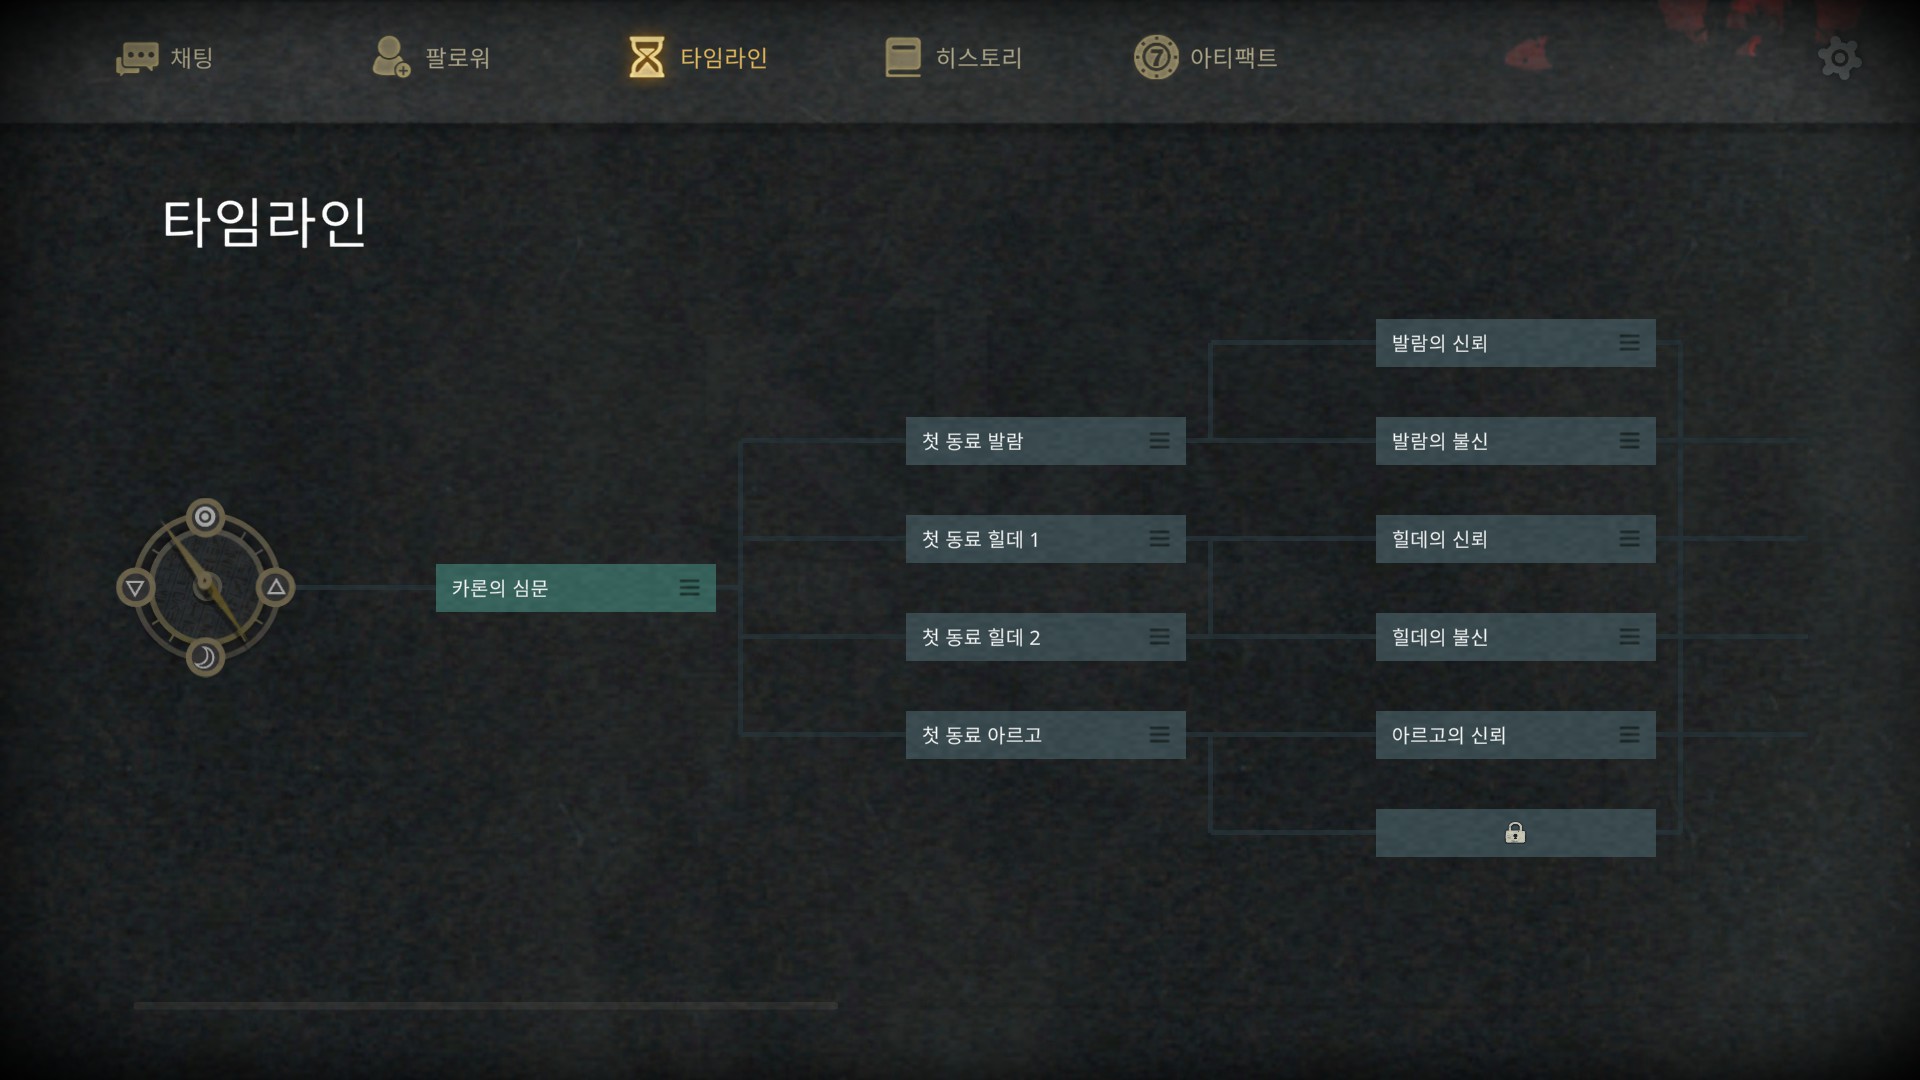 채팅
팔로워
타임라인
히스토리
7 아티팩트
타임라인
카론의 심문
첫 동료 발람
첫 동료 힐데 1
첫 동료 힐데 2
첫 동료 아르고
발람의 신뢰
발람의 불신
힐데의 신뢰
힐데의 불신
아르고의 신뢰